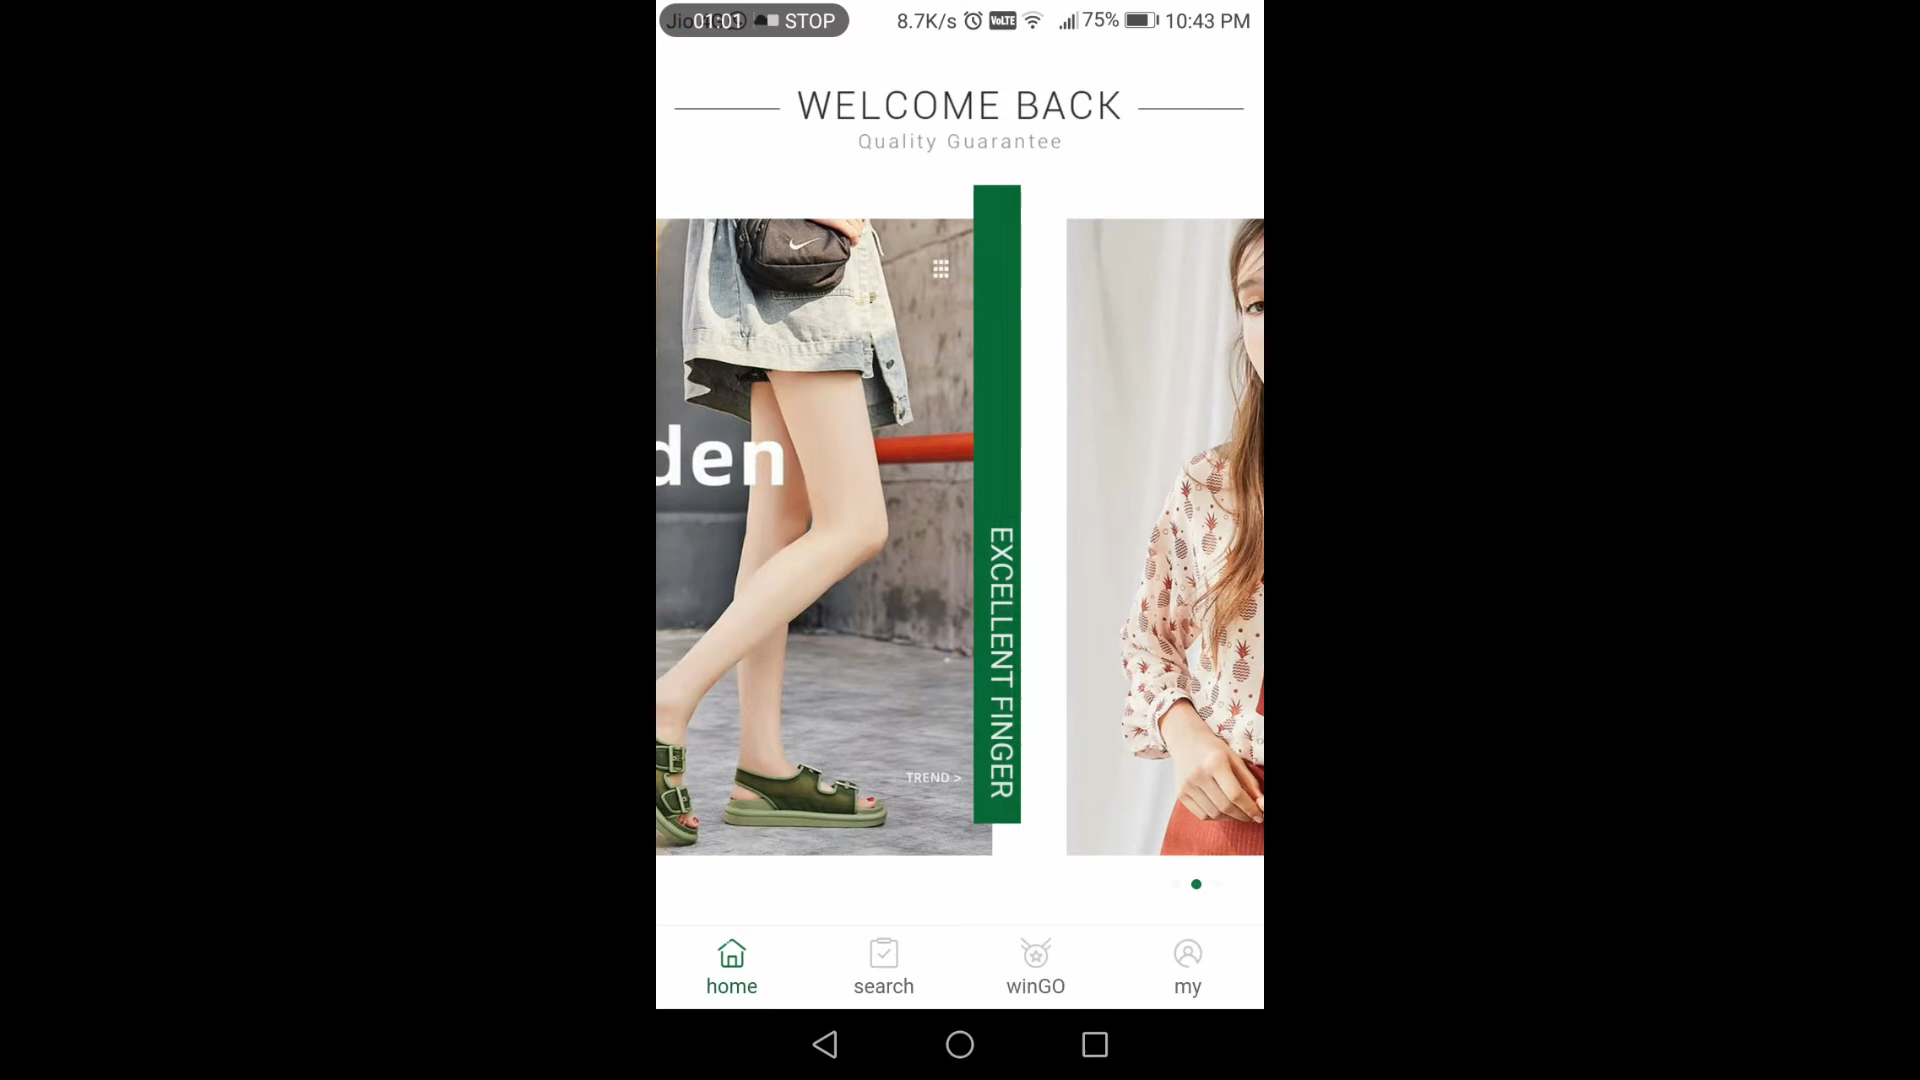 01:01 STOP 8.7K/s VoLTE 75% 10:43 PM
WELCOME BACK
Quality Guarantee
den
EXCELLENT FINGER
TREND >
home search winGO my